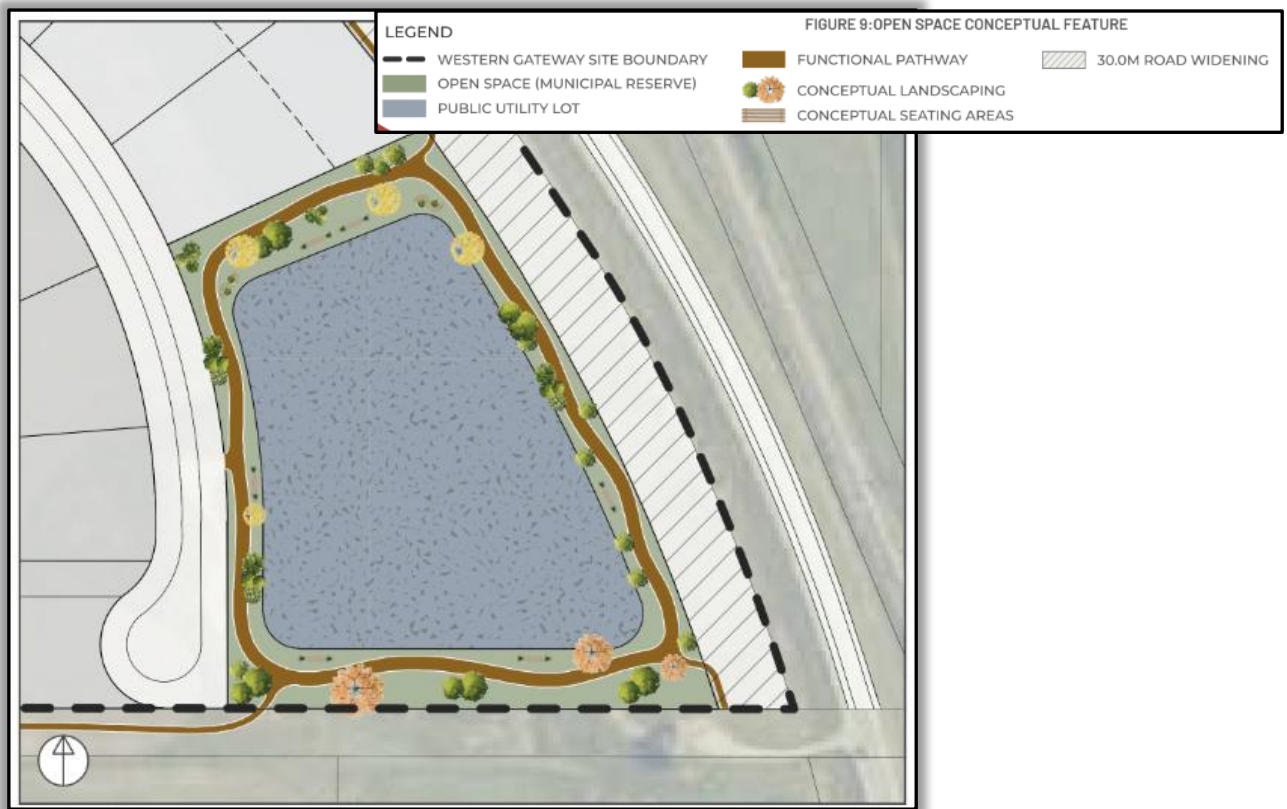 FIGURE 9:OPEN SPACE CONCEPTUAL FEATURE
LEGEND
WESTERN GATEWAY SITE BOUNDARY
OPEN SPACE (MUNICIPAL RESERVE)
PUBLIC UTILITY LOT
FUNCTIONAL PATHWAY
CONCEPTUAL LANDSCAPING
CONCEPTUAL SEATING AREAS
30.0M ROAD WIDENING